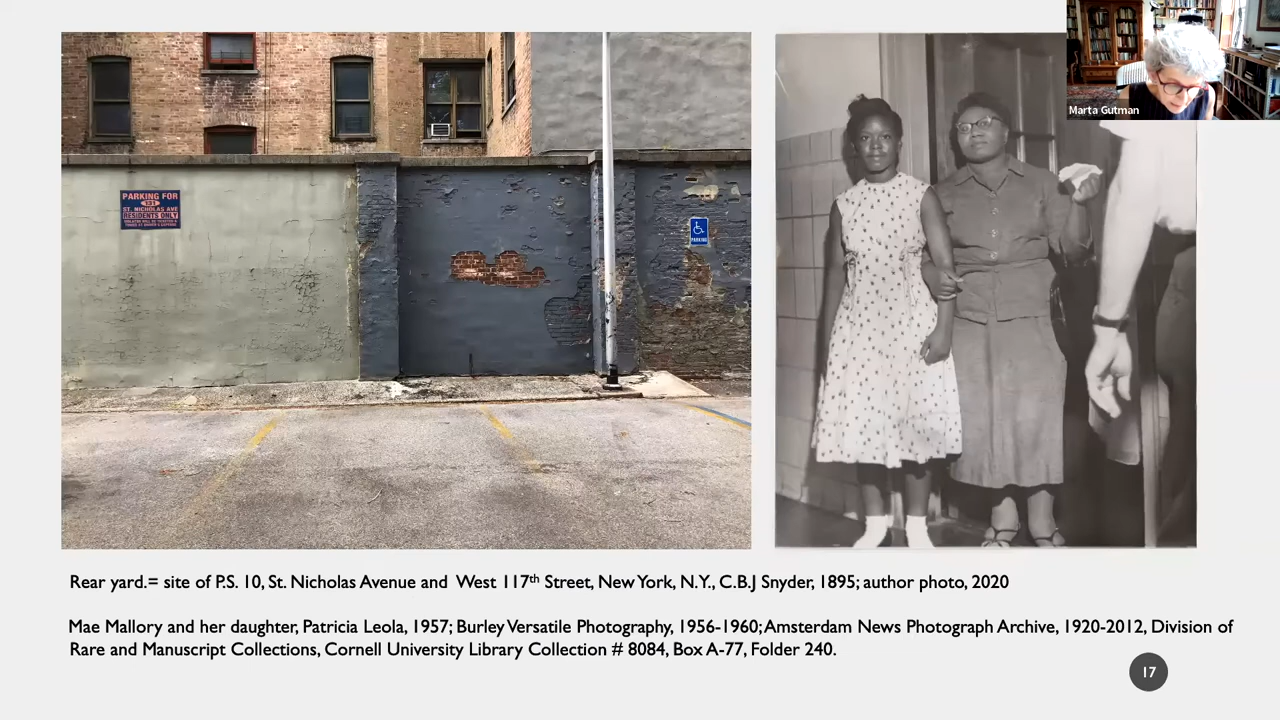 Marta Gutman
PARKING FOR
191
ST. NICHOLAS AVE
RESIDENTS ONLY
PARKING
Rear yard.= site of P.S. 10, St. Nicholas Avenue and West 117th Street, New York, N.Y., C.B.J Snyder, 1895; author photo, 2020
Mae Mallory and her daughter, Patricia Leola, 1957; Burley Versatile Photography, 1956-1960; Amsterdam News Photograph Archive, 1920-2012, Division of
Rare and Manuscript Collections, Cornell University Library Collection # 8084, Box A-77, Folder 240.
17